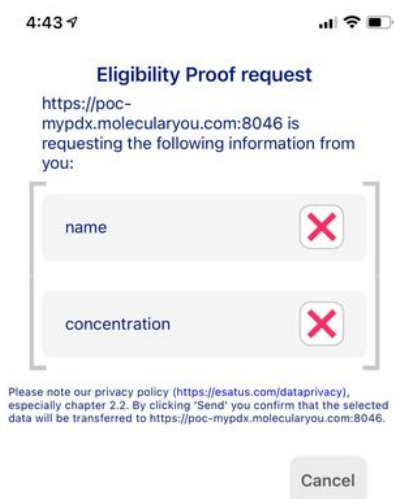 4:43
Eligibility Proof request
https://poc-
mypdx.molecularyou.com:8046 is
requesting the following information from
you:
name
concentration
Please note our privacy policy (https://esatus.com/dataprivacy),
especially chapter 2.2. By clicking 'Send' you confirm that the selected
data will be transferred to https://poc-mypdx.molecularyou.com:8046.
Cancel